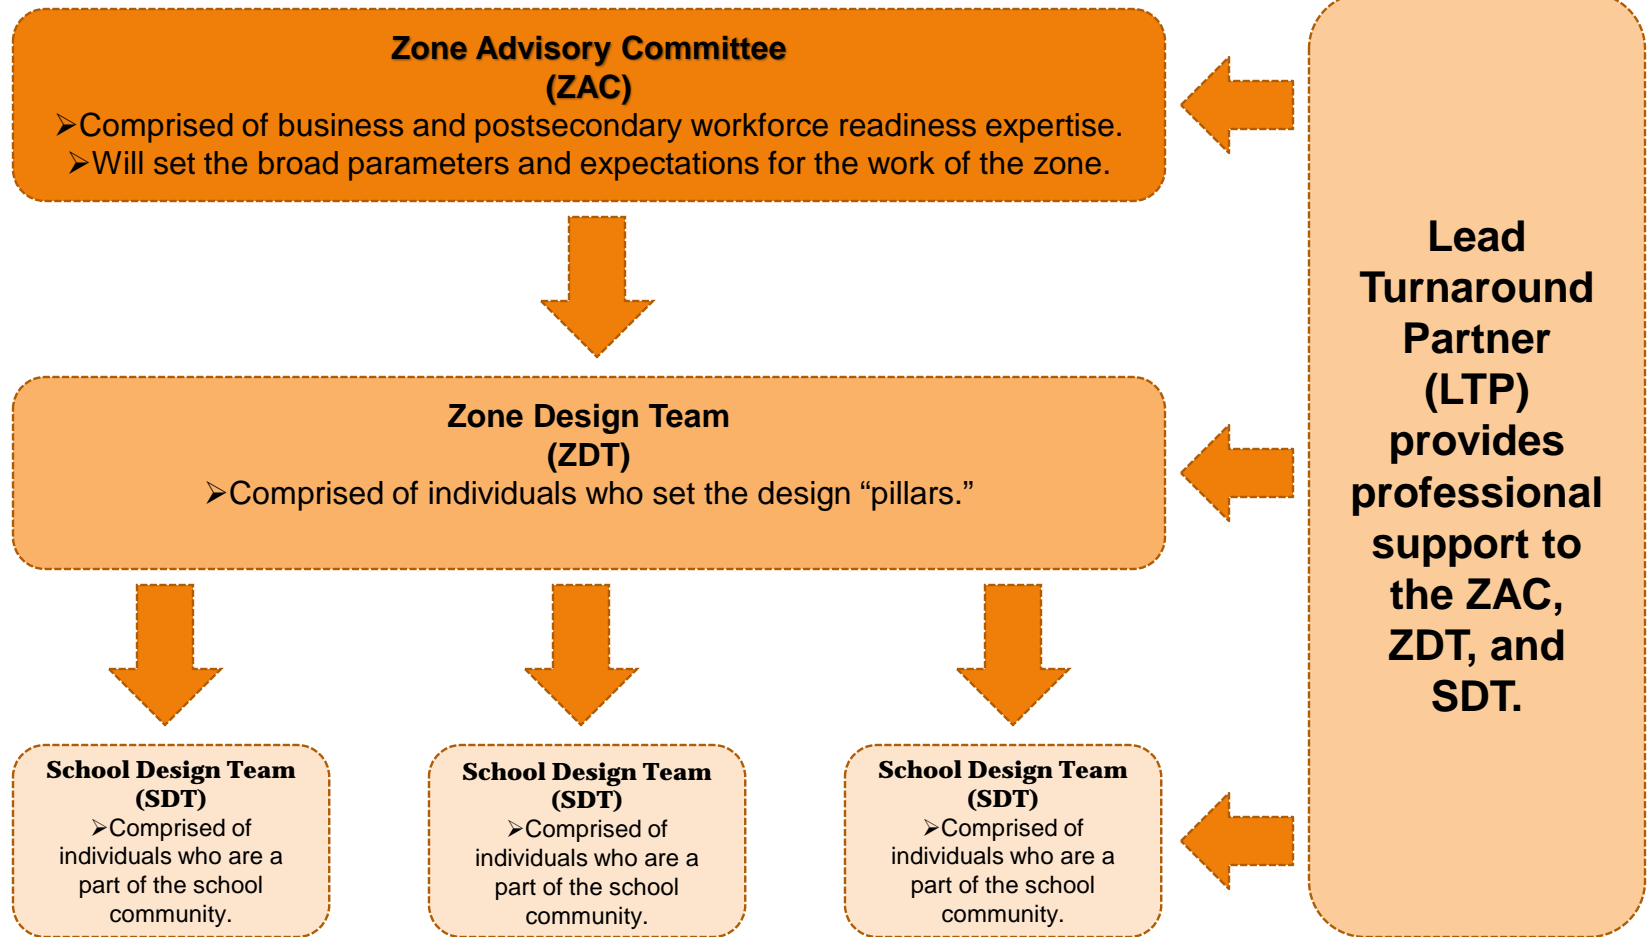 Zone Advisory Committee
(ZAC)
➢Comprised of business and postsecondary workforce readiness expertise.
➢Will set the broad parameters and expectations for the work of the zone.
Zone Design Team
(ZDT)
➢Comprised of individuals who set the design “pillars.”
School Design Team
(SDT)
➢Comprised of
individuals who are a
part of the school
community.
School Design Team
(SDT)
➢Comprised of
individuals who are a
part of the school
community.
School Design Team
(SDT)
➢Comprised of
individuals who are a
part of the school
community.
Lead
Turnaround
Partner
(LTP)
provides
professional
support to
the ZAC,
ZDT, and
SDT.